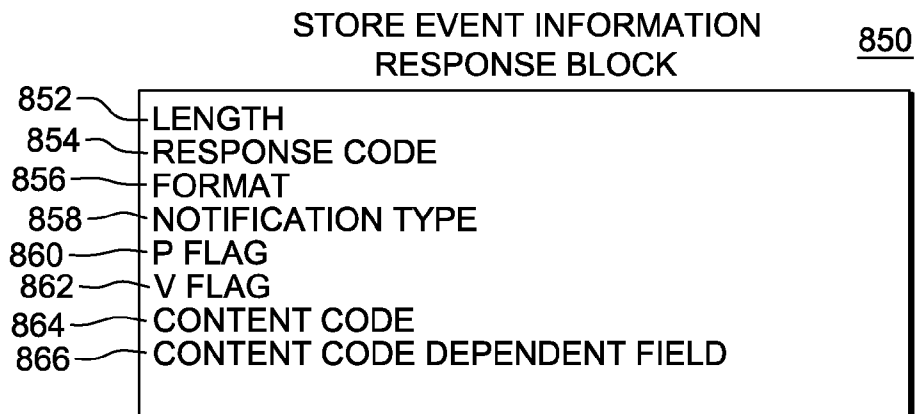 STORE EVENT INFORMATION
RESPONSE BLOCK
850
852 LENGTH
854 RESPONSE CODE
856 FORMAT
858 NOTIFICATION TYPE
860 P FLAG
862 V FLAG
864 CONTENT CODE
866 CONTENT CODE DEPENDENT FIELD